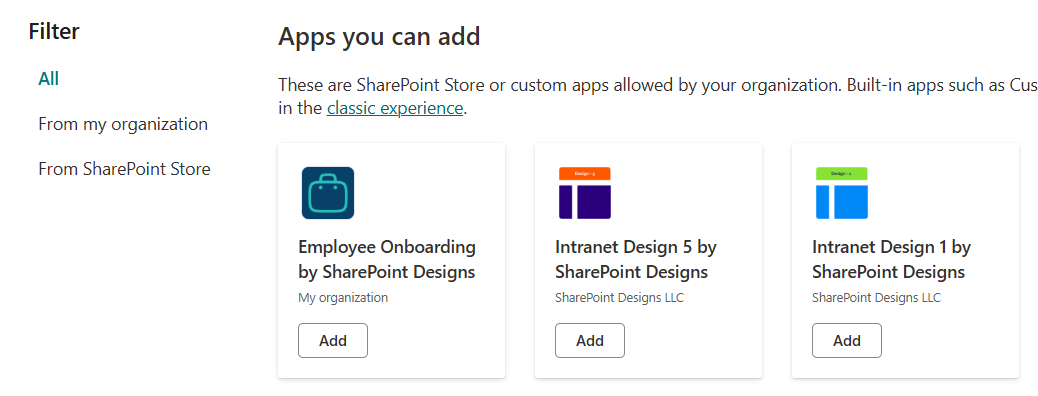 Filter
All
From my organization
From SharePoint Store
Apps you can add
These are SharePoint Store or custom apps allowed by your organization. Built-in apps such as Cus
in the classic experience.
Employee Onboarding
by SharePoint Designs
My organization
Add
Design - 5
Intranet Design 5 by
SharePoint Designs
SharePoint Designs LLC
Add
Intranet Design 1 by
SharePoint Designs
SharePoint Designs LLC
Add